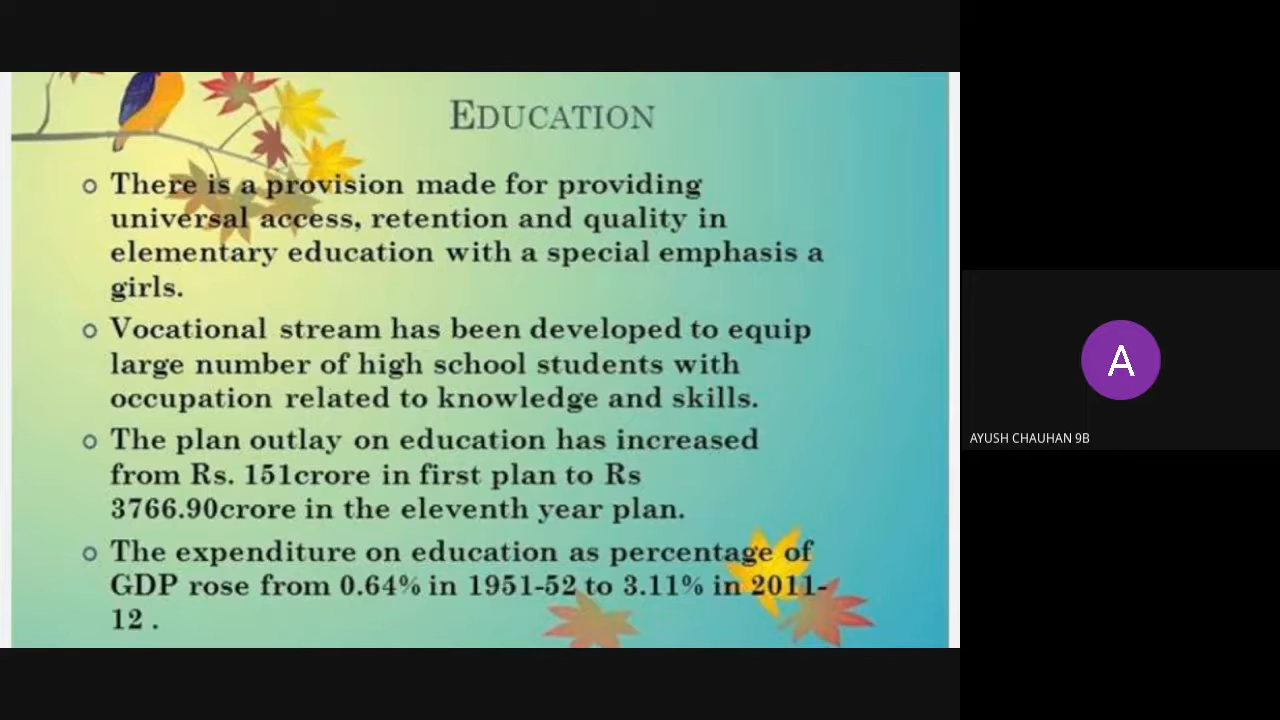 EDUCATION
There is a provision made for providing
universal access, retention and quality in
elementary education with a special emphasis a
girls.
Vocational stream has been developed to equip
large number of high school students with
occupation related to knowledge and skills.
The plan outlay on education has increased
from Rs. 151crore in first plan to Rs
3766.90crore in the eleventh year plan.
The expenditure on education as percentage of
GDP rose from 0.64% in 1951-52 to 3.11% in 2011-
12 .
A
AYUSH CHAUHAN 9B